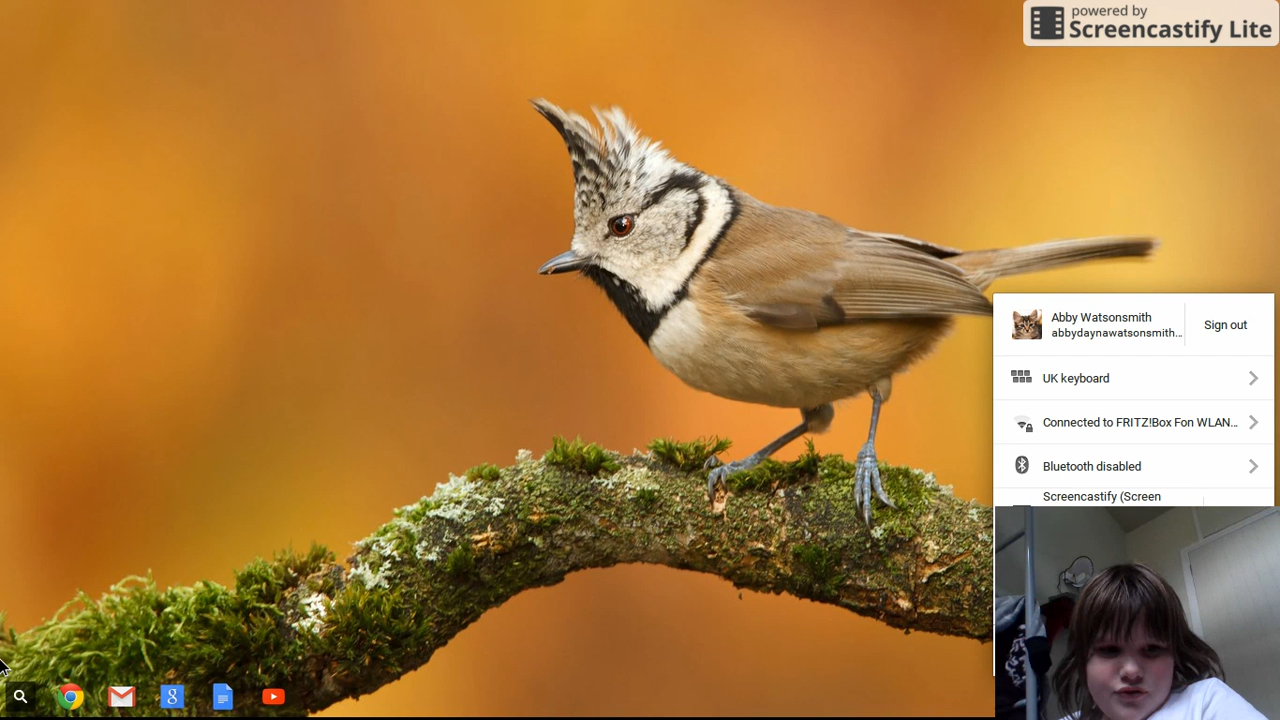 powered by
Screencastify Lite
Abby Watsonsmith
abbydaynawatsonsmith...
Sign out
UK keyboard
Connected to FRITZ!Box Fon WLAN...
Bluetooth disabled
Screencastify (Screen
8